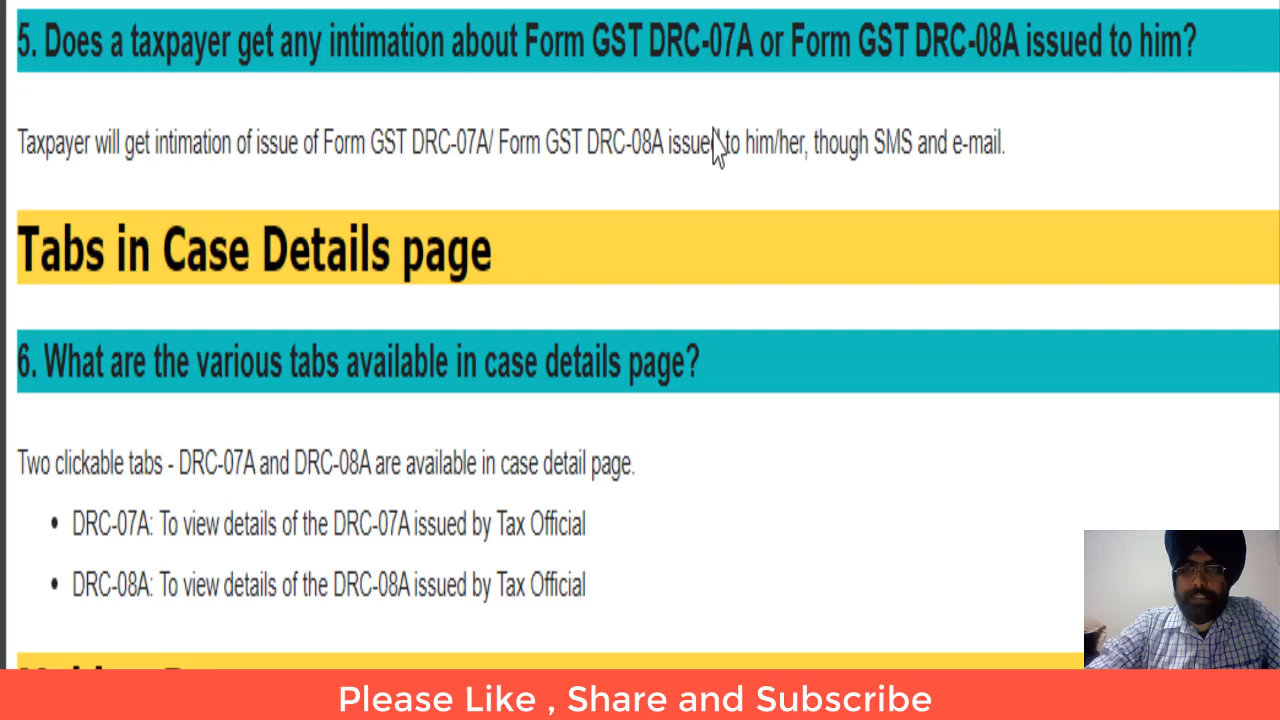 5. Does a taxpayer get any intimation about Form GST DRC-07A or Form GST DRC-08A issued to him?
Taxpayer will get intimation of issue of Form GST DRC-07A/ Form GST DRC-08A issued to him/her, though SMS and e-mail.
Tabs in Case Details page
6. What are the various tabs available in case details page?
Two clickable tabs - DRC-07A and DRC-08A are available in case detail page.
• DRC-07A: To view details of the DRC-07A issued by Tax Official
• DRC-08A: To view details of the DRC-08A issued by Tax Official
Please Like , Share and Subscribe